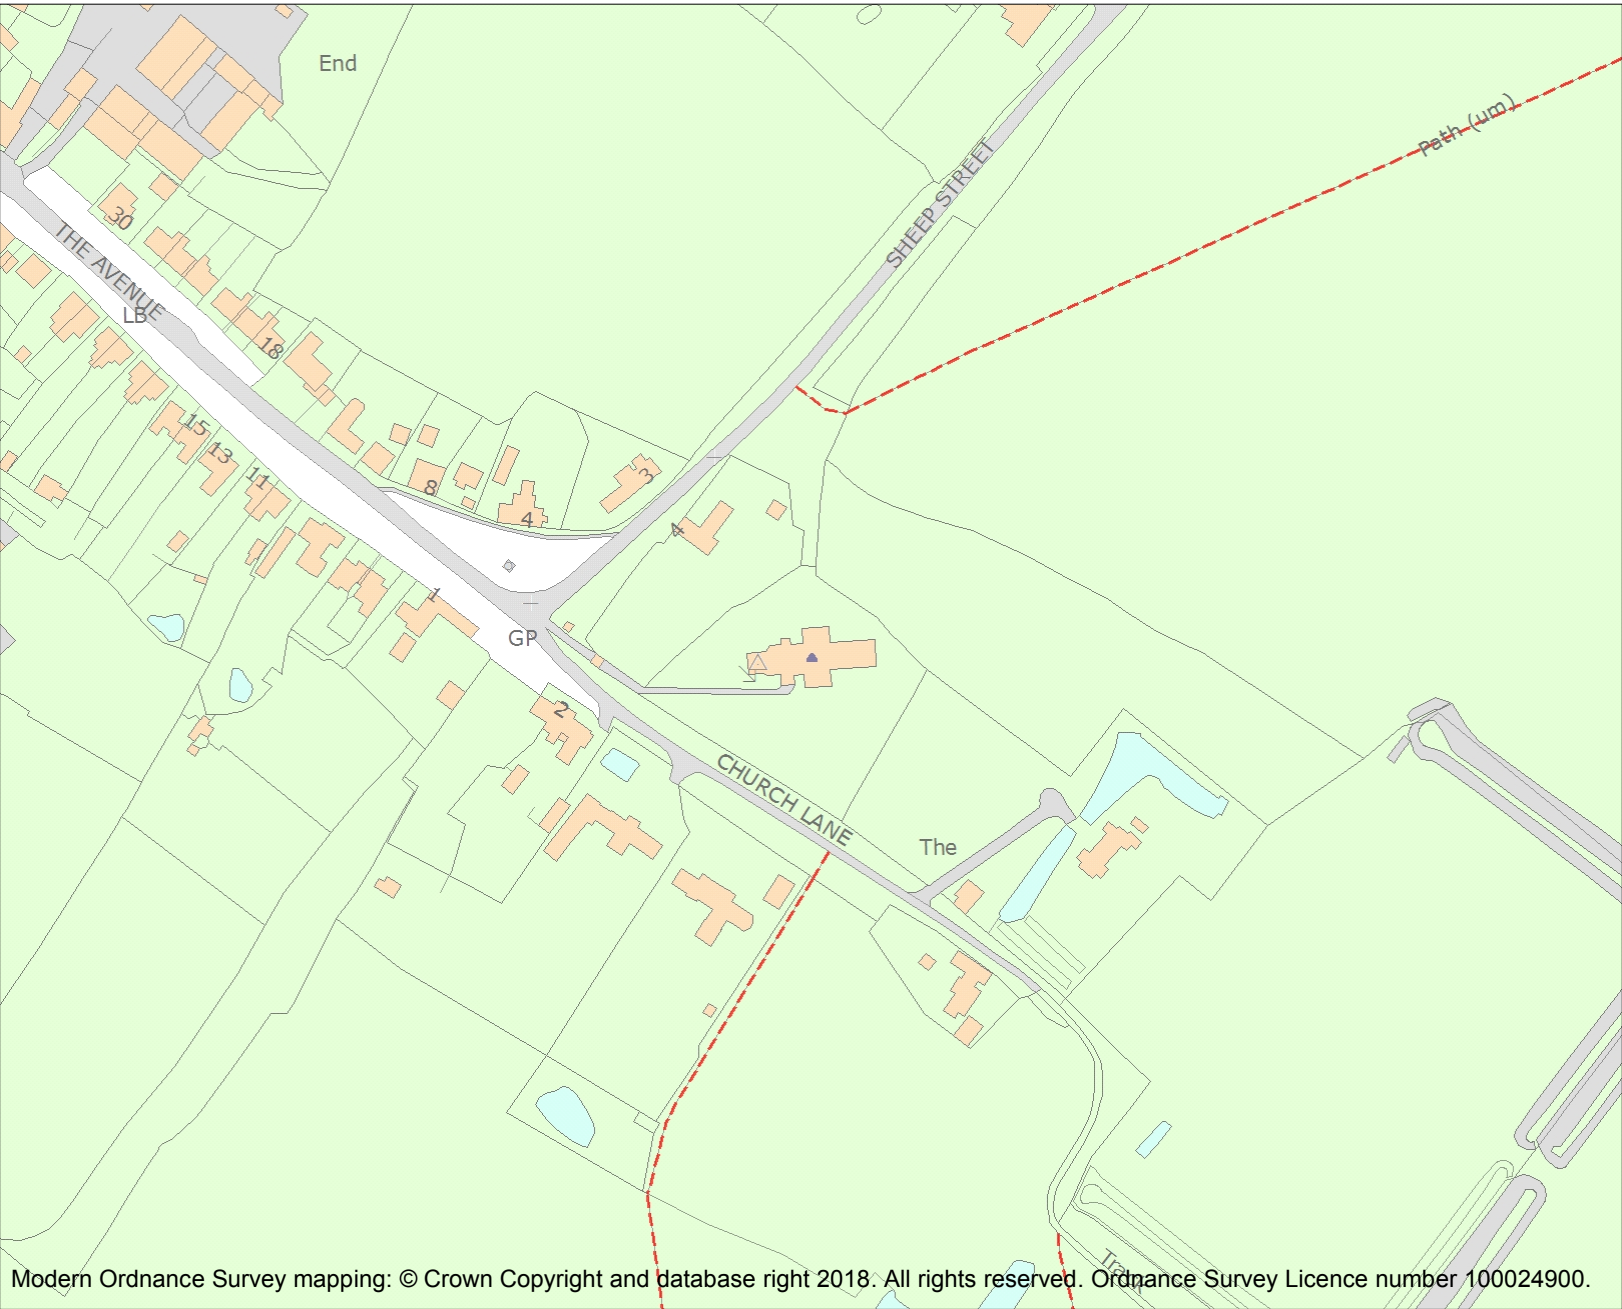 End
Path (um)
SHEEP STREET
30
THE AVENUE
LB
18
15
13
11
8
3
4
4
1
GP
2
CHURCH LANE
The
Track
Modern Ordnance Survey mapping: © Crown Copyright and database right 2018. All rights reserved. Ordnance Survey Licence number 100024900.